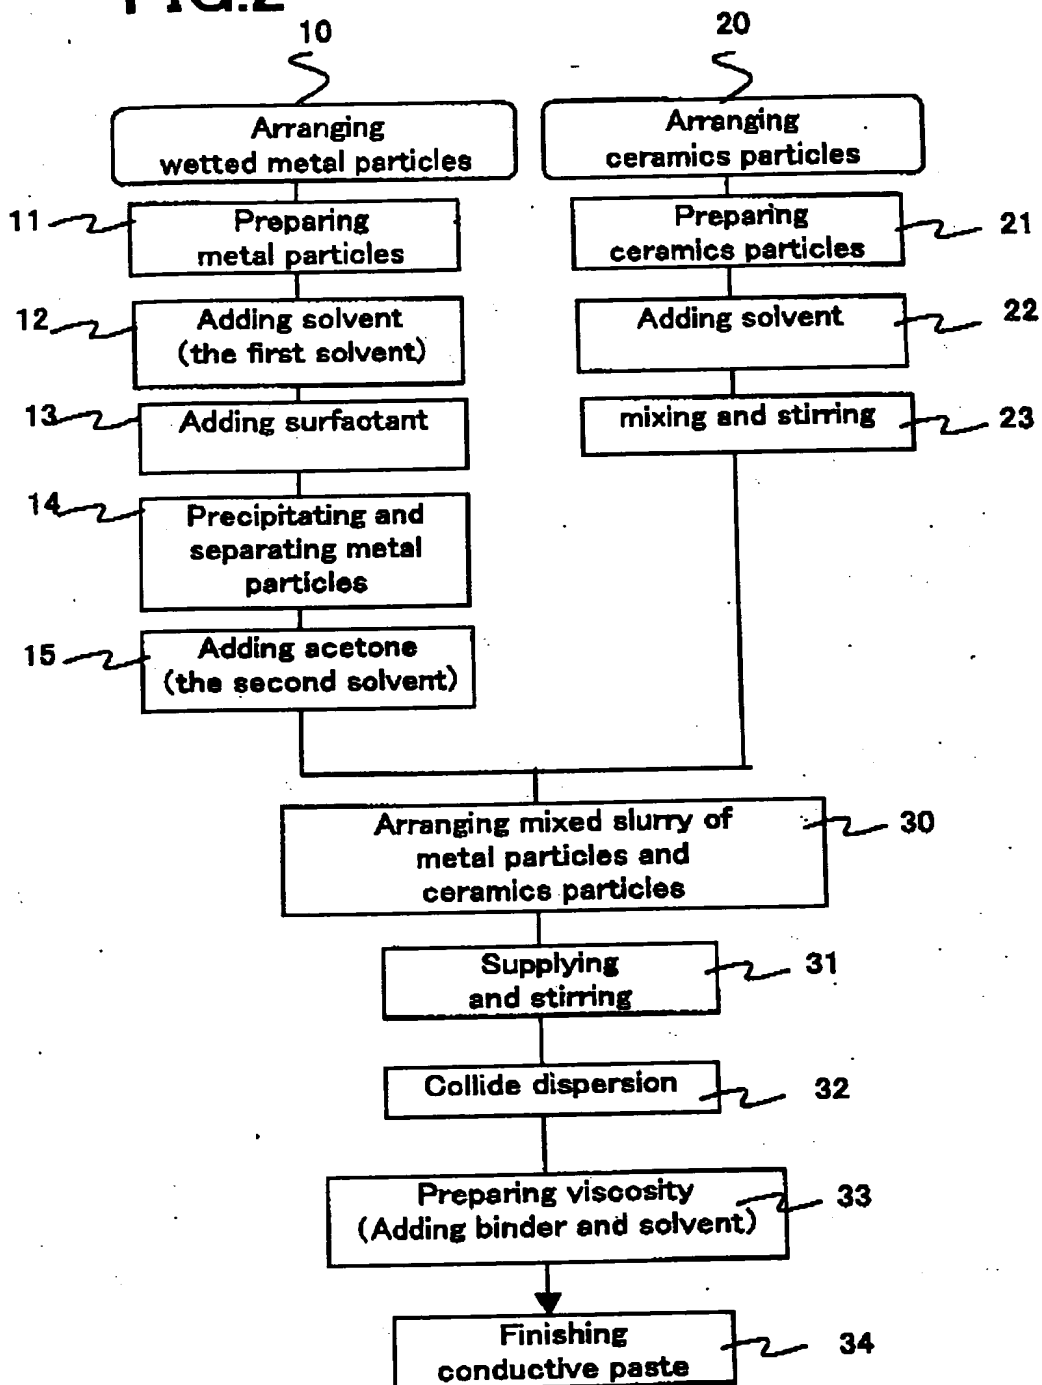 FIG.2
10
20
Arranging
wetted metal particles
Arranging
ceramics particles
11
Preparing
metal particles
Preparing
ceramics particles
21
12
Adding solvent
(the first solvent)
Adding solvent
22
13
Adding surfactant
mixing and stirring
23
14
Precipitating and
separating metal
particles
15
Adding acetone
(the second solvent)
Arranging mixed slurry of
metal particles and
ceramics particles
30
Supplying
and stirring
31
Collide dispersion
32
Preparing viscosity
(Adding binder and solvent)
33
Finishing
conductive paste
34